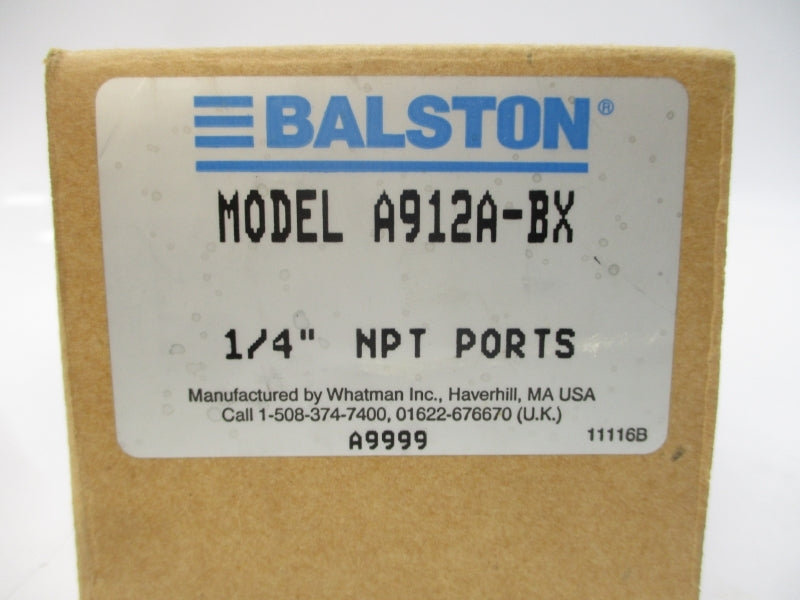 BALSTON®
MODEL A912A-BX
1/4" NPT PORTS
Manufactured by Whatman Inc., Haverhill, MA USA
Call 1-508-374-7400, 01622-676670 (U.K.)
A9999
11116B